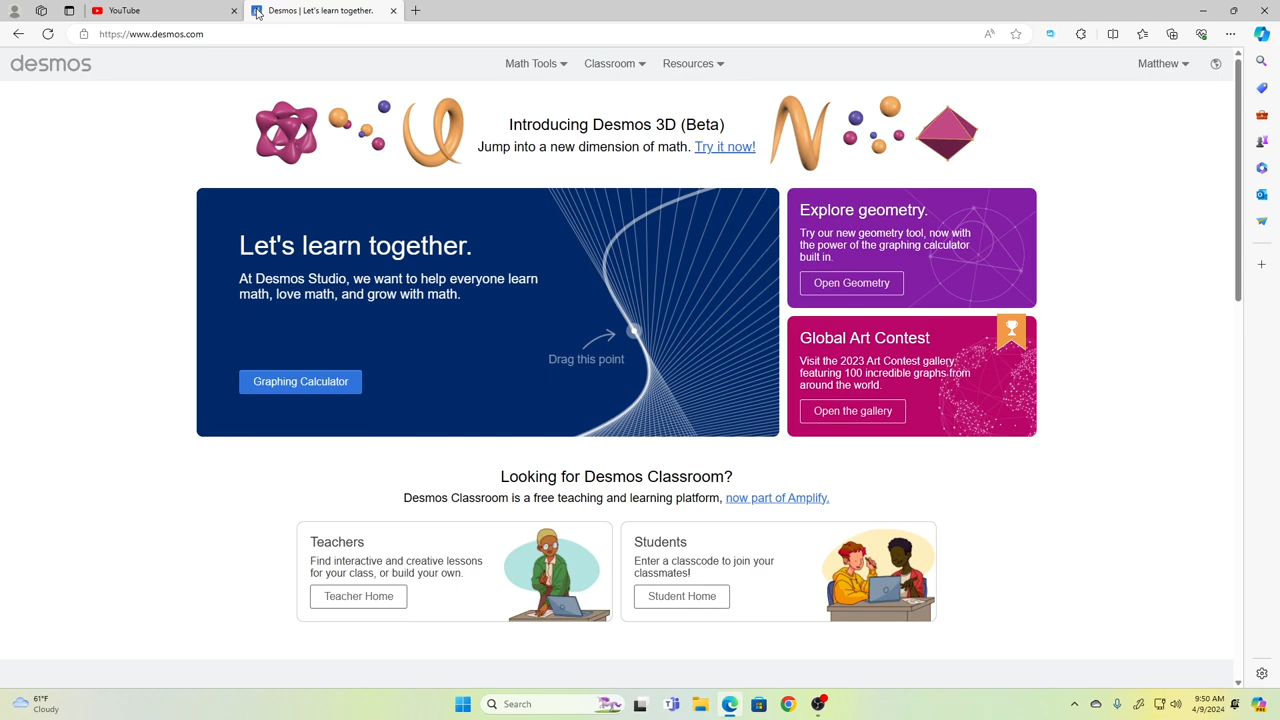 YouTube
Desmos | Let's learn together.
https://www.desmos.com
desmos
Math Tools
Classroom
Resources
Matthew
Introducing Desmos 3D (Beta)
Jump into a new dimension of math. Try it now!
Let's learn together.
At Desmos Studio, we want to help everyone learn
math, love math, and grow with math.
Drag this point
Graphing Calculator
Explore geometry.
Try our new geometry tool, now with
the power of the graphing calculator
built in.
Open Geometry
Global Art Contest
Visit the 2023 Art Contest gallery,
featuring 100 incredible graphs from
around the world.
Open the gallery
Looking for Desmos Classroom?
Desmos Classroom is a free teaching and learning platform, now part of Amplify.
Teachers
Find interactive and creative lessons
for your class, or build your own.
Teacher Home
Students
Enter a classcode to join your
classmates!
Student Home
61°F
Cloudy
Search
9:50 AM
4/9/2024